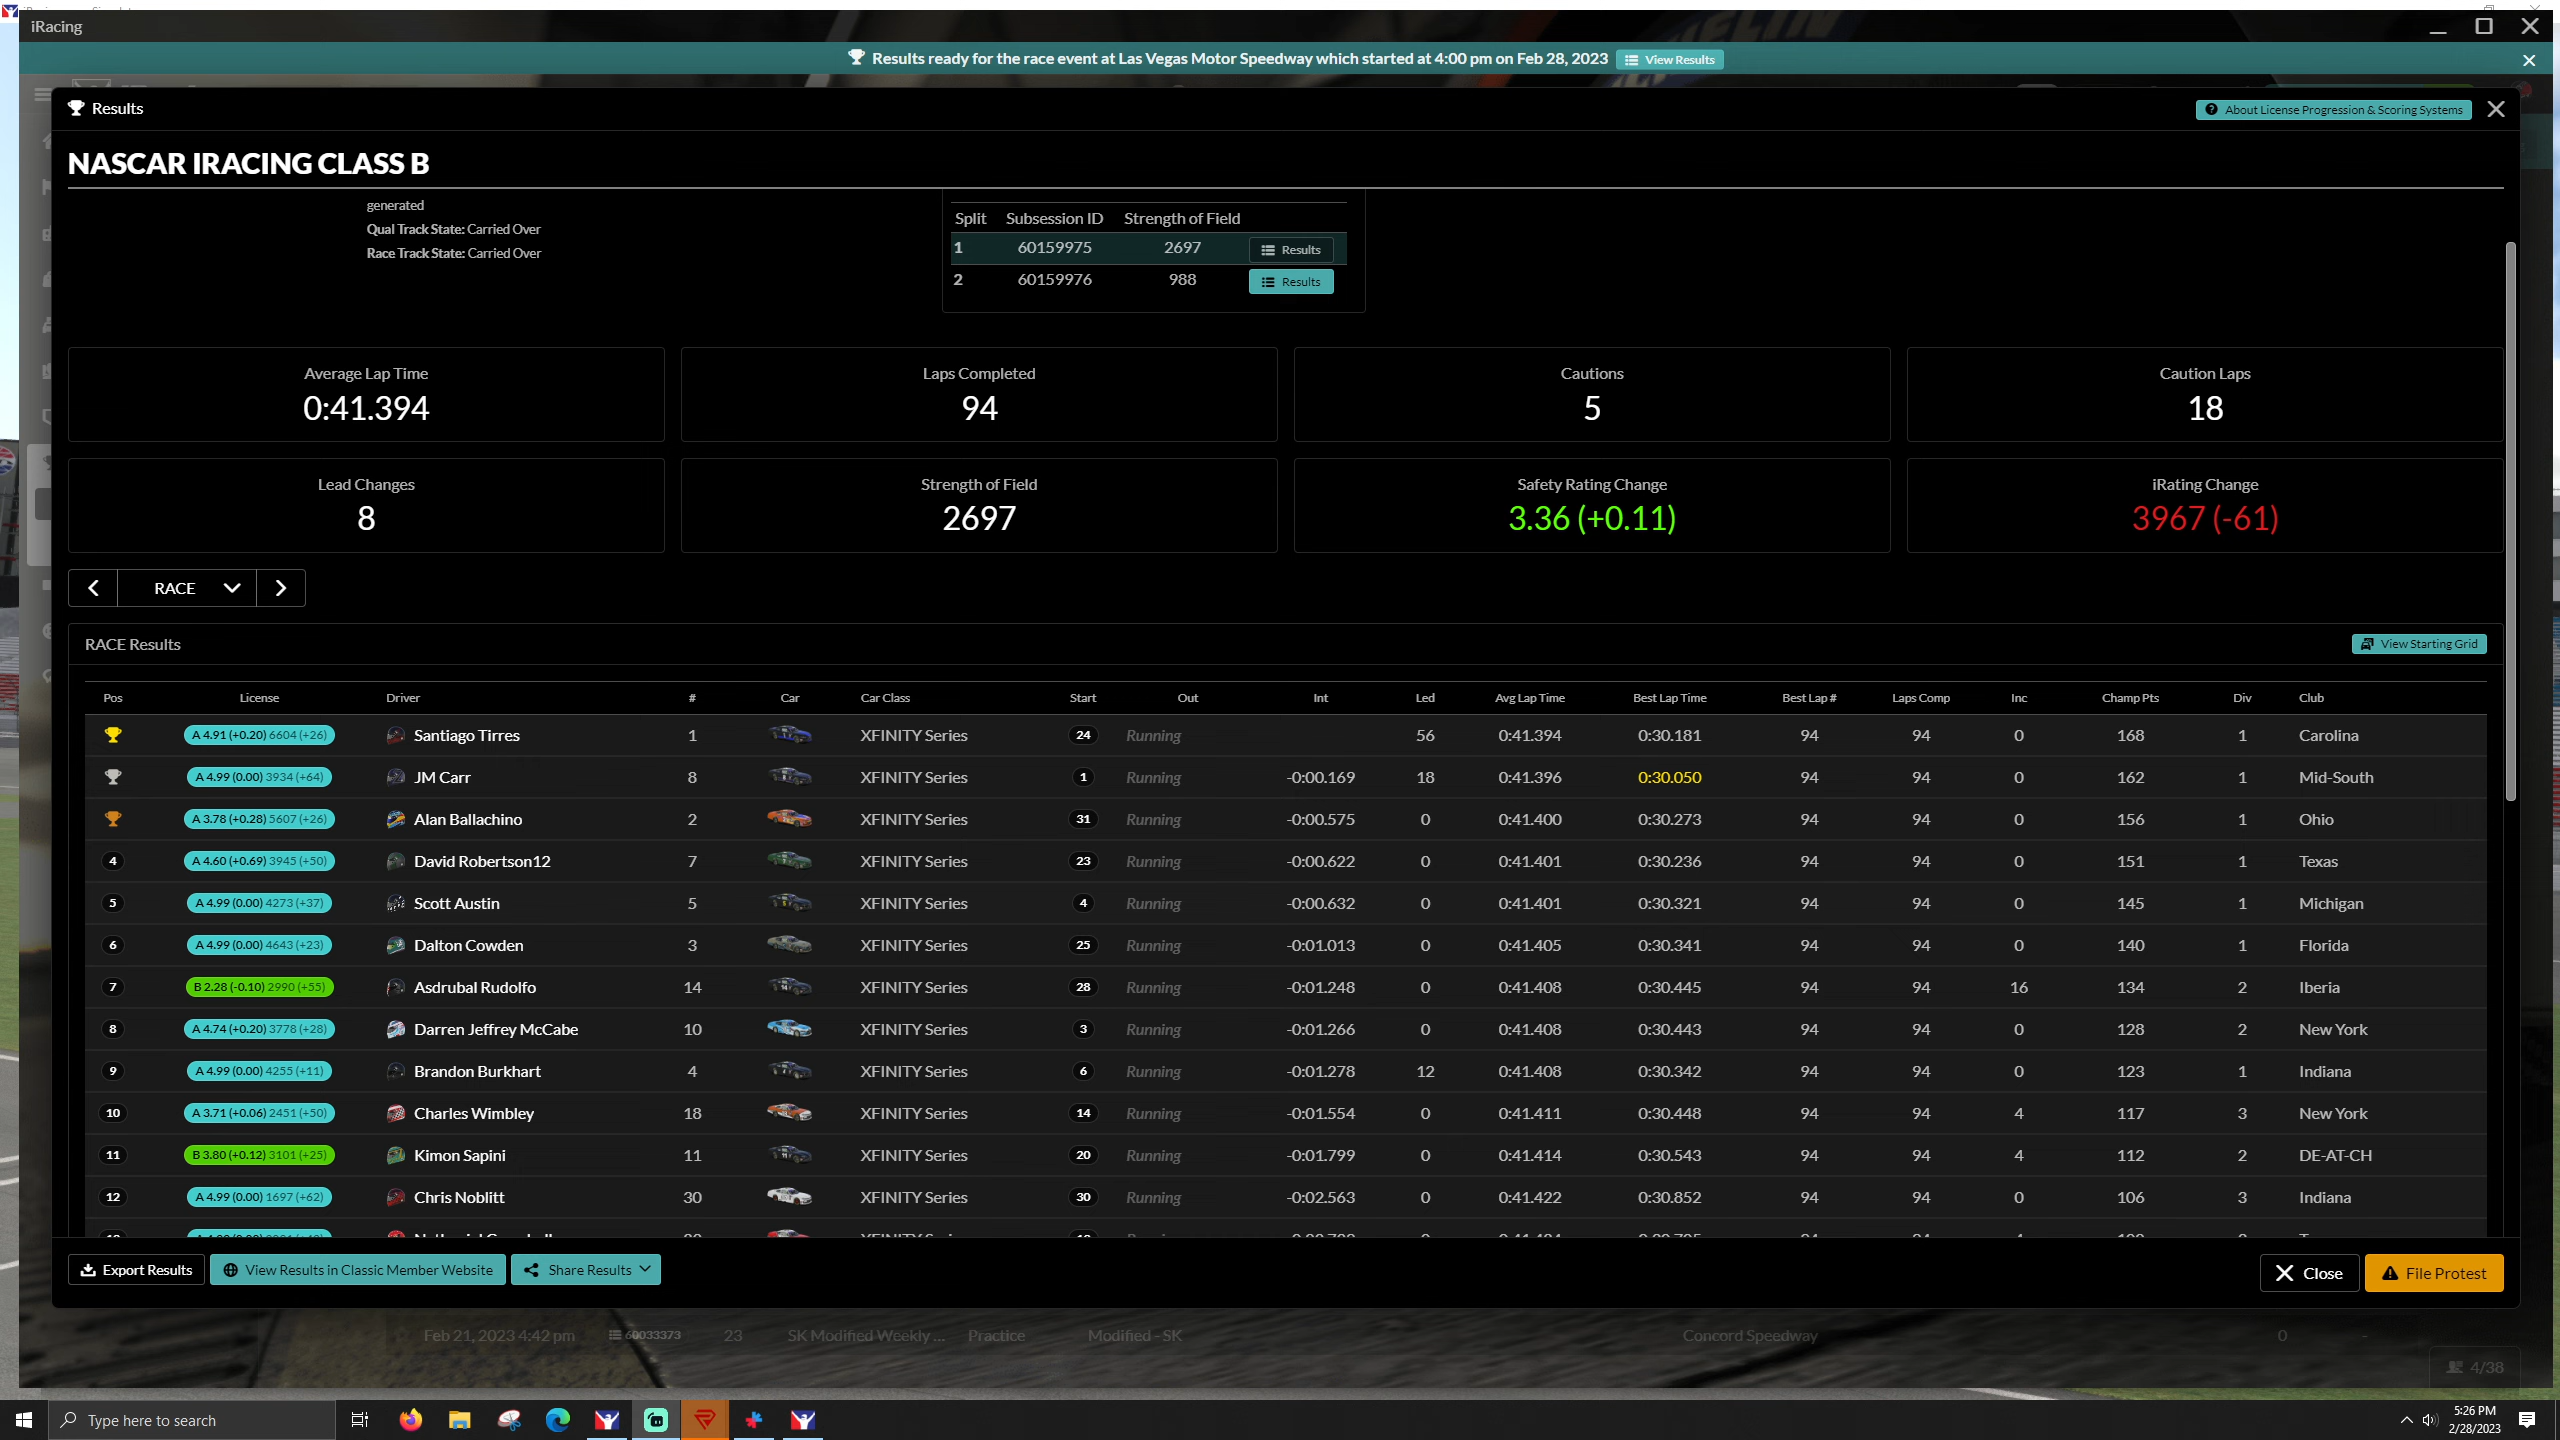 iRacing
Results ready for the race event at Las Vegas Motor Speedway which started at 4:00 pm on Feb 28, 2023 View Results
Results
About License Progression & Scoring Systems
NASCAR IRACING CLASS B
generated
Qual Track State: Carried Over
Race Track State: Carried Over
Split Subsession ID Strength of Field
1 60159975 2697 Results
2 60159976 988 Results
Average Lap Time
0:41.394
Laps Completed
94
Cautions
5
Caution Laps
18
Lead Changes
8
Strength of Field
2697
Safety Rating Change
3.36 (+0.11)
iRating Change
3967 (-61)
RACE
RACE Results
View Starting Grid
Pos License Driver # Car Car Class Start Out Int Led Avg Lap Time Best Lap Time Best Lap # Laps Comp Inc Champ Pts Div Club
A 4.91 (+0.20) 6604 (+26) Santiago Tirres 1 XFINITY Series 24 Running 56 0:41.394 0:30.181 94 94 0 168 1 Carolina
A 4.99 (0.00) 3934 (+64) JM Carr 8 XFINITY Series 1 Running -0:00.169 18 0:41.396 0:30.050 94 94 0 162 1 Mid-South
A 3.78 (+0.28) 5607 (+26) Alan Ballachino 2 XFINITY Series 31 Running -0:00.575 0 0:41.400 0:30.273 94 94 0 156 1 Ohio
4 A 4.60 (+0.69) 3945 (+50) David Robertson12 7 XFINITY Series 23 Running -0:00.622 0 0:41.401 0:30.236 94 94 0 151 1 Texas
5 A 4.99 (0.00) 4273 (+37) Scott Austin 5 XFINITY Series 4 Running -0:00.632 0 0:41.401 0:30.321 94 94 0 145 1 Michigan
6 A 4.99 (0.00) 4643 (+23) Dalton Cowden 3 XFINITY Series 25 Running -0:01.013 0 0:41.405 0:30.341 94 94 0 140 1 Florida
7 B 2.28 (-0.10) 2990 (+55) Asdrubal Rudolfo 14 XFINITY Series 28 Running -0:01.248 0 0:41.408 0:30.445 94 94 16 134 2 Iberia
8 A 4.74 (+0.20) 3778 (+28) Darren Jeffrey McCabe 10 XFINITY Series 3 Running -0:01.266 0 0:41.408 0:30.443 94 94 0 128 2 New York
9 A 4.99 (0.00) 4255 (+11) Brandon Burkhart 4 XFINITY Series 6 Running -0:01.278 12 0:41.408 0:30.342 94 94 0 123 1 Indiana
10 A 3.71 (+0.06) 2451 (+50) Charles Wimbley 18 XFINITY Series 14 Running -0:01.554 0 0:41.411 0:30.448 94 94 4 117 3 New York
11 B 3.80 (+0.12) 3101 (+25) Kimon Sapini 11 XFINITY Series 20 Running -0:01.799 0 0:41.414 0:30.543 94 94 4 112 2 DE-AT-CH
12 A 4.99 (0.00) 1697 (+62) Chris Noblitt 30 XFINITY Series 30 Running -0:02.563 0 0:41.422 0:30.852 94 94 0 106 3 Indiana
Export Results View Results in Classic Member Website Share Results
Close File Protest
Feb 21, 2023 4:42 pm 60033373 23 SK Modified Weekly ... Practice Modified - SK Concord Speedway 0 -
4/38
Type here to search
5:26 PM
2/28/2023